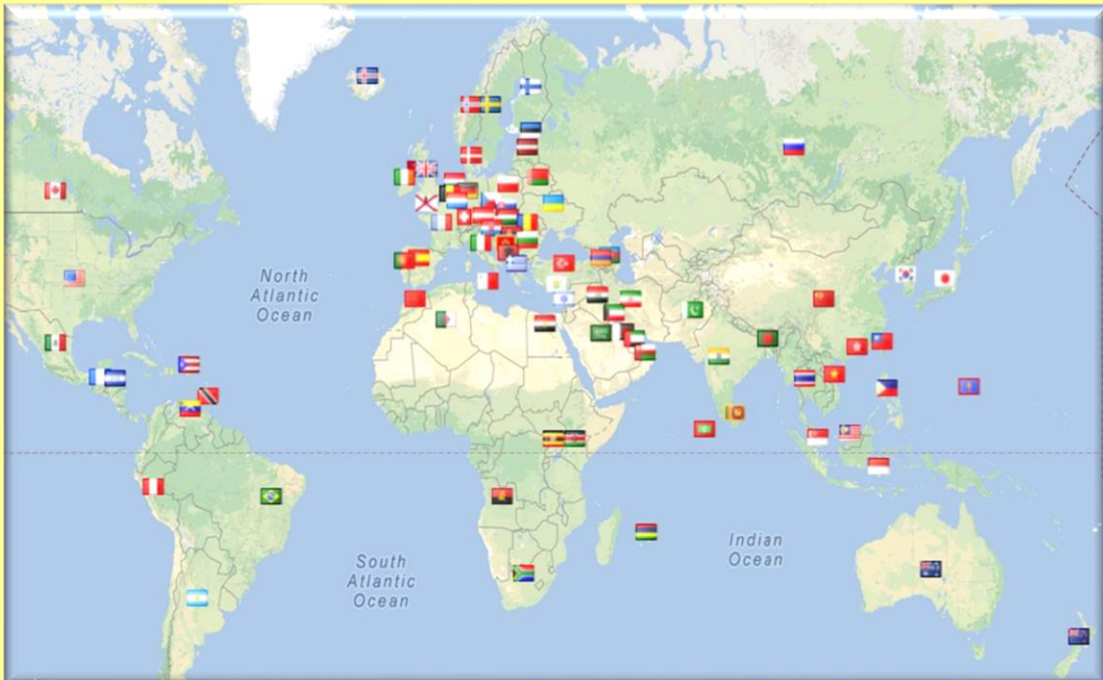 North
Atlantic
Ocean
South
Atlantic
Ocean
Indian
Ocean